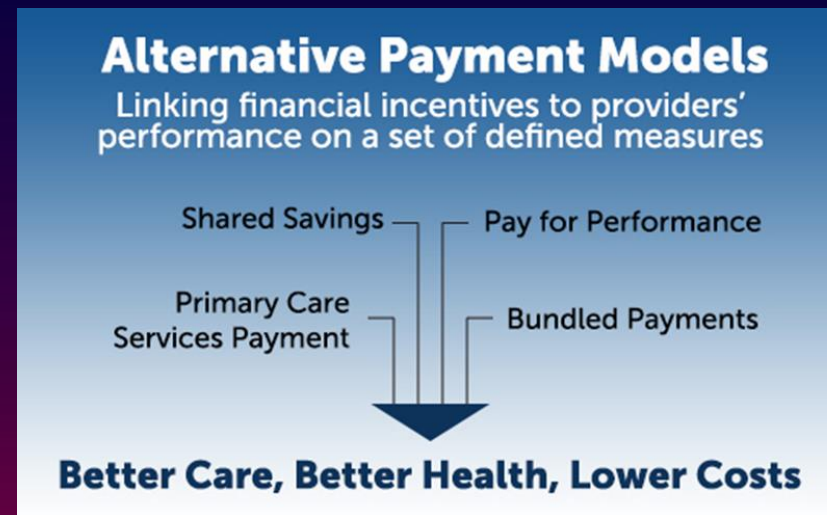 Alternative Payment Models
Linking financial incentives to providers’
performance on a set of defined measures
Shared Savings
Pay for Performance
Primary Care
Services Payment
Bundled Payments
Better Care, Better Health, Lower Costs